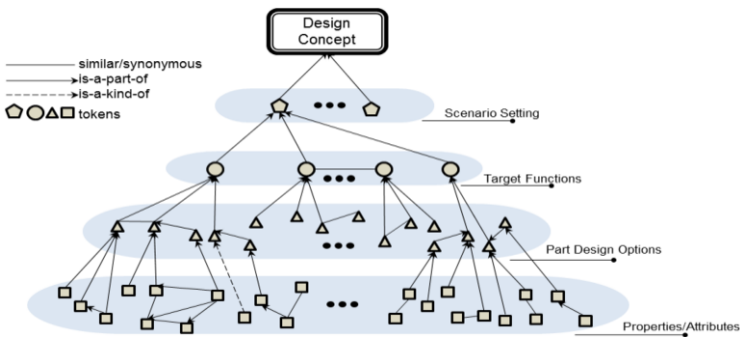 Design
Concept
similar/synonymous
is-a-part-of
is-a-kind-of
tokens
Scenario Setting
Target Functions
Part Design Options
Properties/Attributes